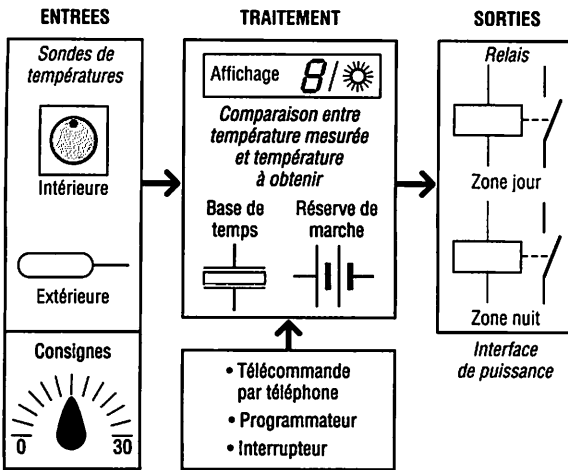 ENTREES
Sondes de
températures
Intérieure
Extérieure
Consignes
0 30
TRAITEMENT
Affichage 8/
Comparaison entre
température mesurée
et température
à obtenir
Base de
temps
Réserve de
marche
• Télécommande
par téléphone
• Programmateur
• Interrupteur
SORTIES
Relais
Zone jour
Zone nuit
Interface
de puissance